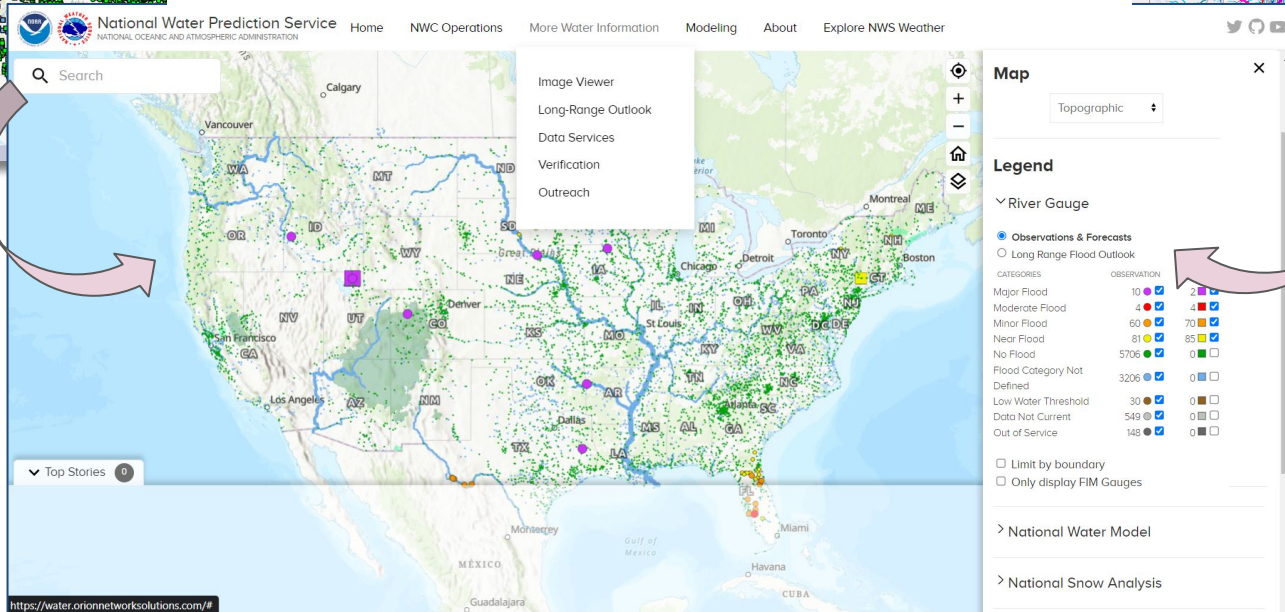 National Water Prediction Service
NATIONAL OCEANIC AND ATMOSPHERIC ADMINISTRATION
Home
NWC Operations
More Water Information
Modeling
About
Explore NWS Weather
Search
Image Viewer
Long-Range Outlook
Data Services
Verification
Outreach
Calgary
Vancouver
WA
MT
ND
OR
ID
WY
SD
Great
NE
IA
MI
Montreal
ME
Toronto
NH
NY
Boston
CT
Chicago
Detroit
PA
NJ
NV
UT
Denver
CO
KS
IL
IN
OH
St Louis
MO
WV
DC
DE
KY
VA
San Francisco
CA
Los Angeles
AZ
NM
OK
AR
TN
NC
Dallas
TX
LA
MS
AL
GA
Atlanta
SC
FL
Miami
Monterrey
Gulf of
Mexico
MÉXICO
Havana
CUBA
Guadalajara
Top Stories 0
https://water.orionnetworksolutions.com/#
Map
Topographic
Legend
River Gauge
Observations & Forecasts
Long Range Flood Outlook
CATEGORIES OBSERVATION
Major Flood 10 2
Moderate Flood 4 4
Minor Flood 60 70
Near Flood 81 85
No Flood 5706 0
Flood Category Not
Defined 3206 0
Low Water Threshold 30 0
Data Not Current 549 0
Out of Service 148 0
Limit by boundary
Only display FIM Gauges
National Water Model
National Snow Analysis